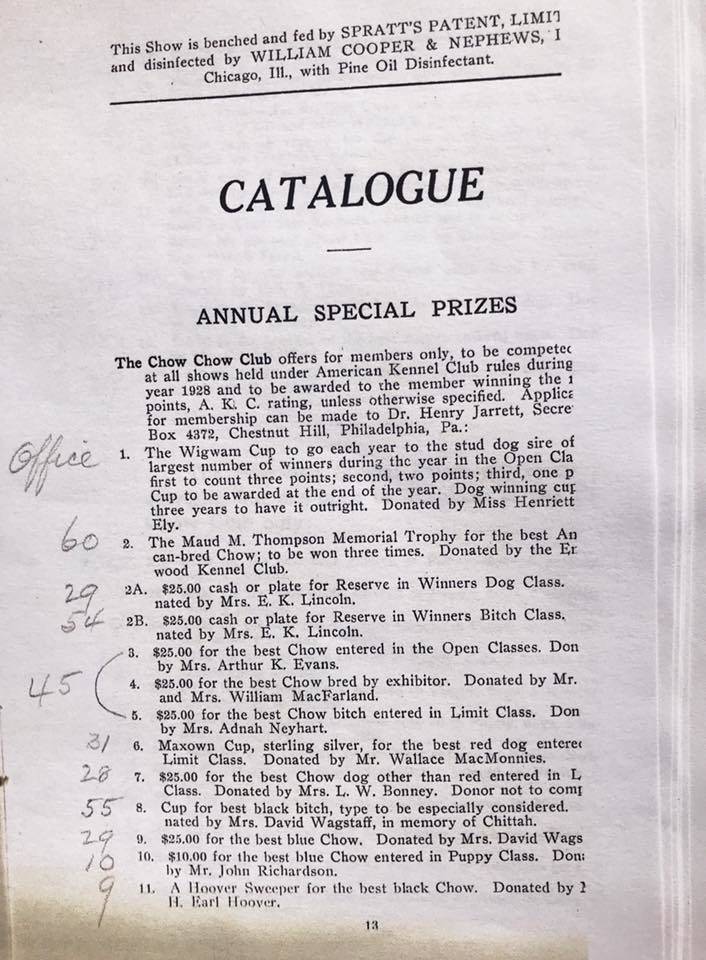 This Show is benched and fed by SPRATT'S PATENT, LIMIT
and disinfected by WILLIAM COOPER & NEPHEWS, I
Chicago, Ill., with Pine Oil Disinfectant.
CATALOGUE
ANNUAL SPECIAL PRIZES
The Chow Chow Club offers for members only, to be competed
at all shows held under American Kennel Club rules during
year 1928 and to be awarded to the member winning the
points, A. K. C. rating, unless otherwise specified. Applica
for membership can be made to Dr. Henry Jarrett, Secre
Box 4372, Chestnut Hill, Philadelphia, Pa.:
Office 1. The Wigwam Cup to go each year to the stud dog sire of
largest number of winners during the year in the Open Cla
first to count three points; second, two points; third, one p
Cup to be awarded at the end of the year. Dog winning cup
three years to have it outright. Donated by Miss Henriett
Ely.
60 2. The Maud M. Thompson Memorial Trophy for the best An
can-bred Chow; to be won three times. Donated by the Er
wood Kennel Club.
29 2A. $25.00 cash or plate for Reserve in Winners Dog Class.
nated by Mrs. E. K. Lincoln.
54 2B. $25.00 cash or plate for Reserve in Winners Bitch Class.
nated by Mrs. E. K. Lincoln.
3. $25.00 for the best Chow entered in the Open Classes. Don
by Mrs. Arthur K. Evans.
45 4. $25.00 for the best Chow bred by exhibitor. Donated by Mr.
and Mrs. William MacFarland.
5. $25.00 for the best Chow bitch entered in Limit Class. Don
by Mrs. Adnah Neyhart.
31 6. Maxown Cup, sterling silver, for the best red dog entered
Limit Class. Donated by Mr. Wallace MacMonnies.
28 7. $25.00 for the best Chow dog other than red entered in L
Class. Donated by Mrs. L. W. Bonney. Donor not to comp
55 8. Cup for best black bitch, type to be especially considered.
nated by Mrs. David Wagstaff, in memory of Chittah.
29 9. $25.00 for the best blue Chow. Donated by Mrs. David Wags
10 10. $10.00 for the best blue Chow entered in Puppy Class. Dona
by Mr. John Richardson.
9 11. A Hoover Sweeper for the best black Chow. Donated by
H. Earl Hoover.
13